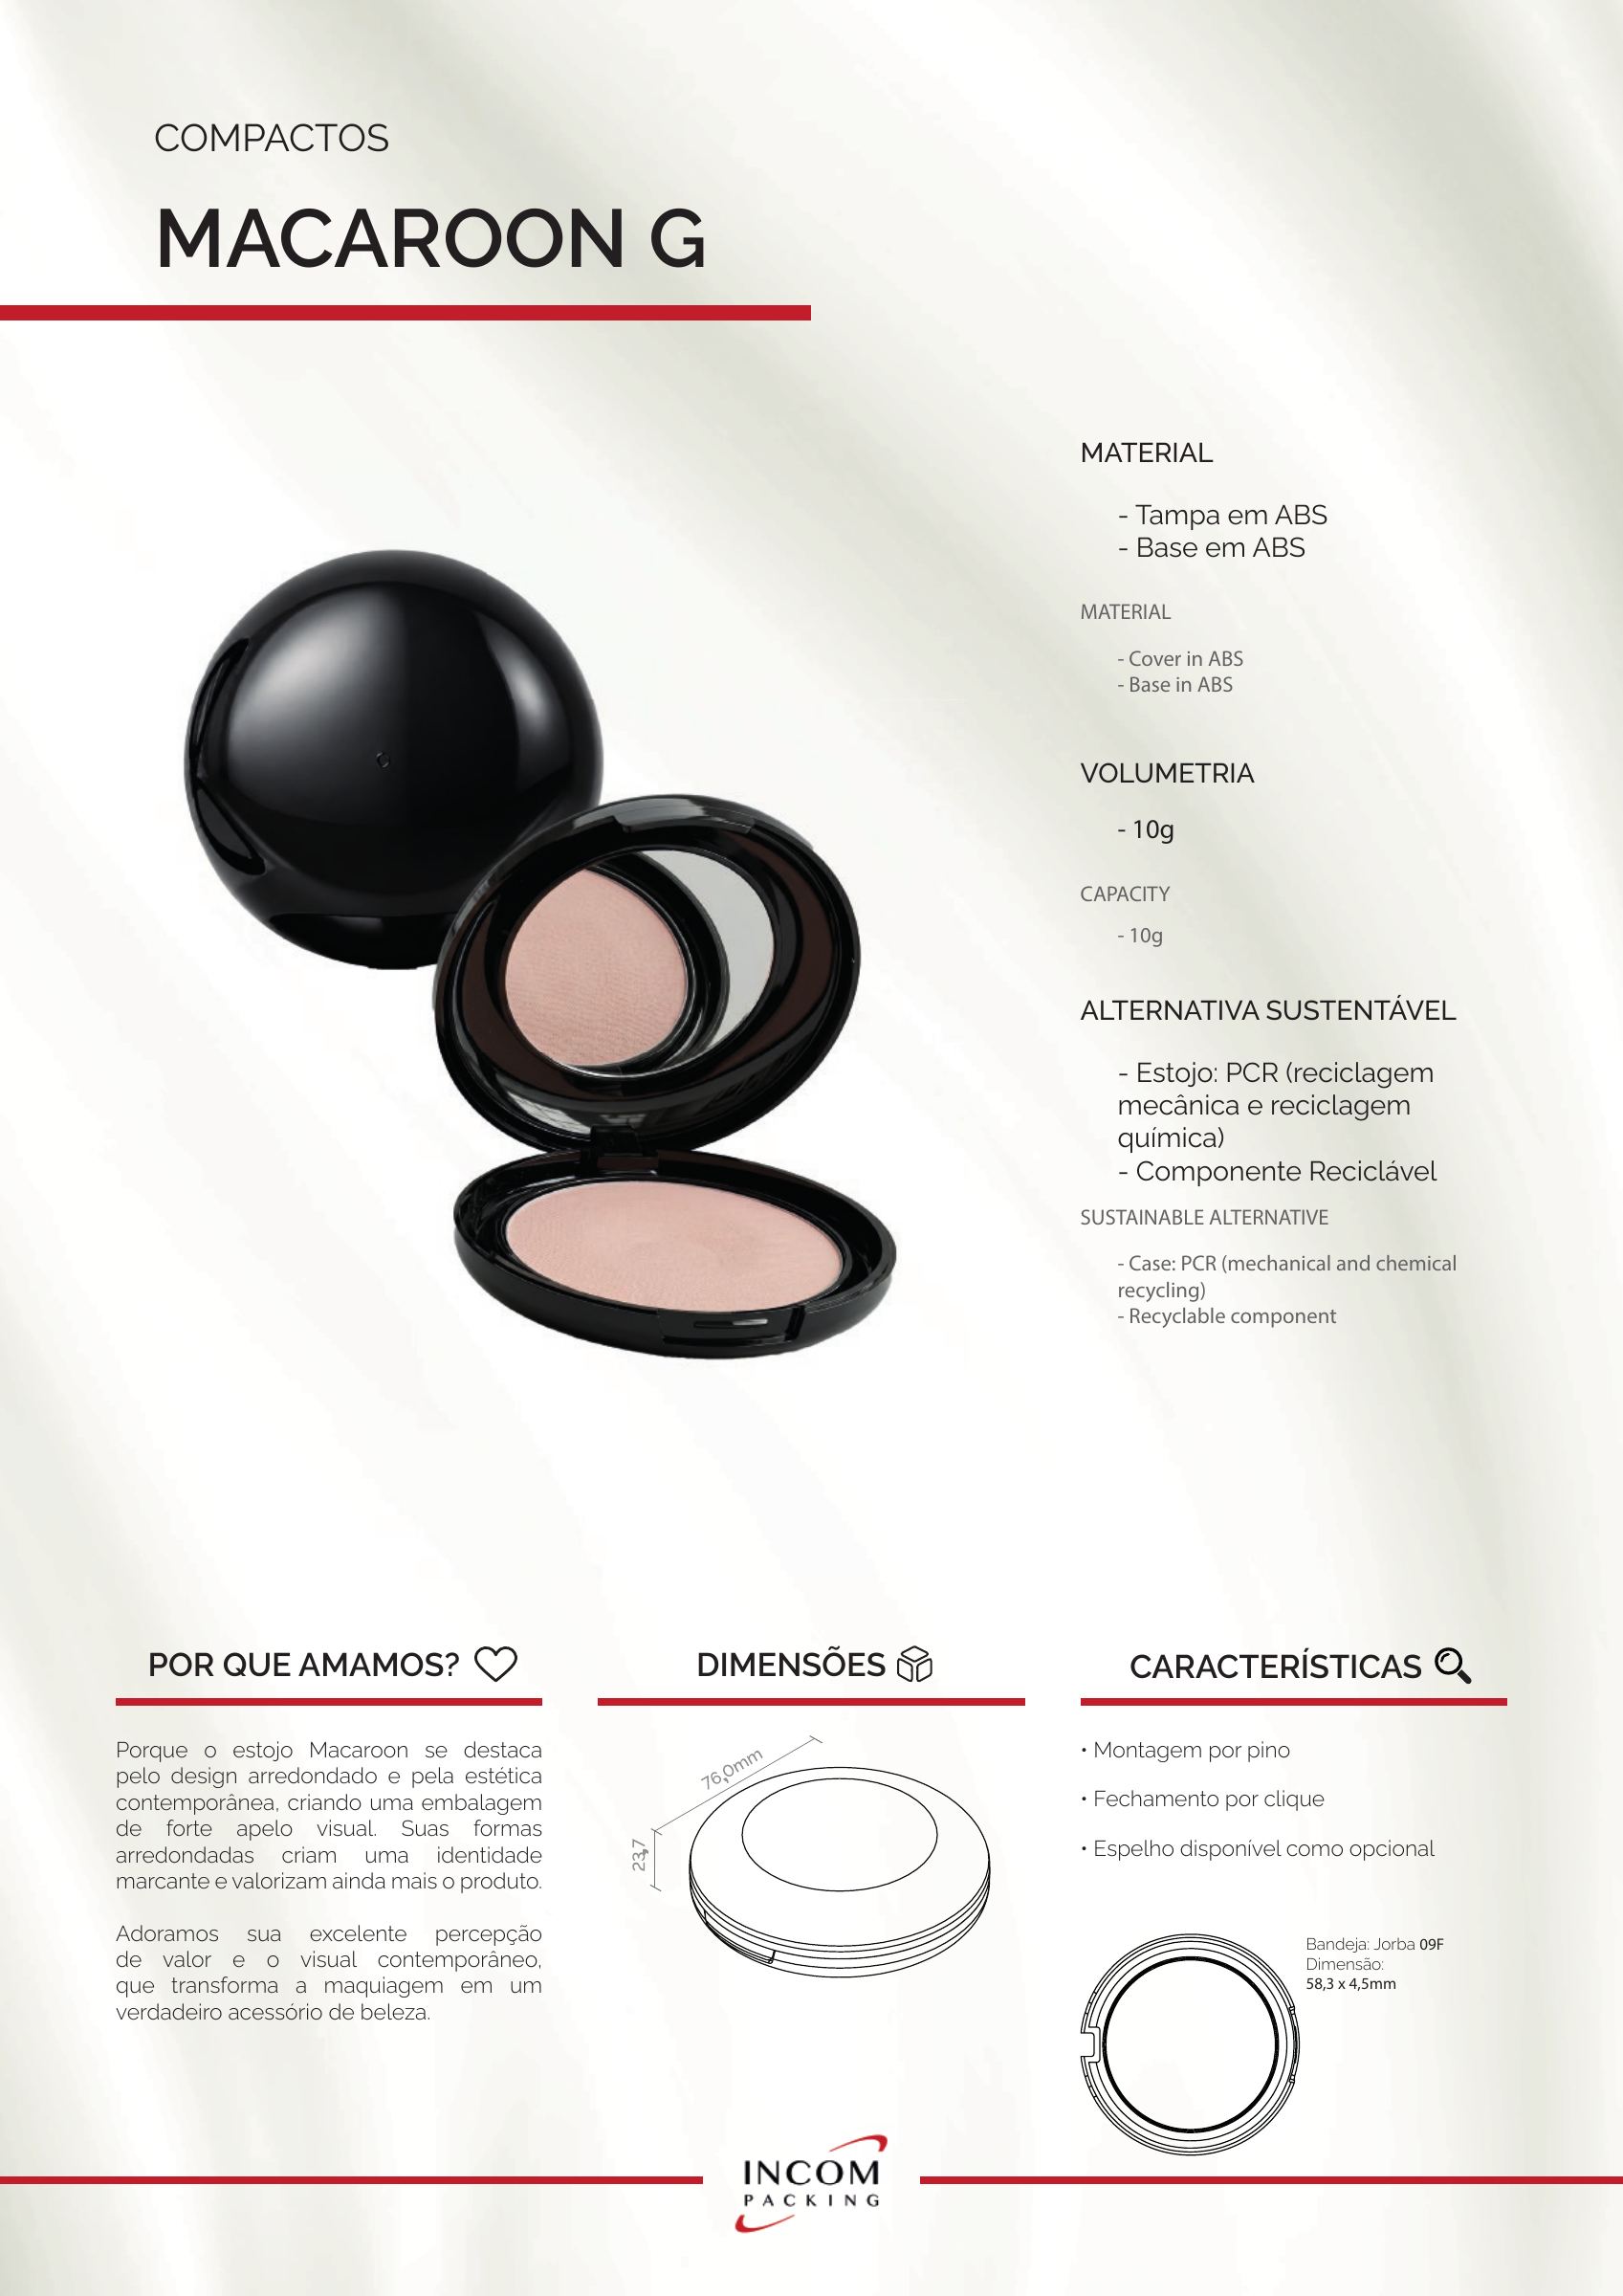 COMPACTOS
MACAROON G
MATERIAL
- Tampa em ABS
- Base em ABS
MATERIAL
- Cover in ABS
- Base in ABS
VOLUMETRIA
- 10g
CAPACITY
- 10g
ALTERNATIVA SUSTENTÁVEL
- Estojo: PCR (reciclagem
mecânica e reciclagem
química)
- Componente Reciclável
SUSTAINABLE ALTERNATIVE
- Case: PCR (mechanical and chemical
recycling)
- Recyclable component
POR QUE AMAMOS?
Porque o estojo Macaroon se destaca
pelo design arredondado e pela estética
contemporânea, criando uma embalagem
de forte apelo visual. Suas formas
arredondadas criam uma identidade
marcante e valorizam ainda mais o produto.
Adoramos sua excelente percepção
de valor e o visual contemporâneo,
que transforma a maquiagem em um
verdadeiro acessório de beleza.
DIMENSÕES
76,0mm
23,7
CARACTERÍSTICAS
• Montagem por pino
• Fechamento por clique
• Espelho disponível como opcional
Bandeja: Jorba 09F
Dimensão:
58,3 x 4,5mm
INCOM
PACKING